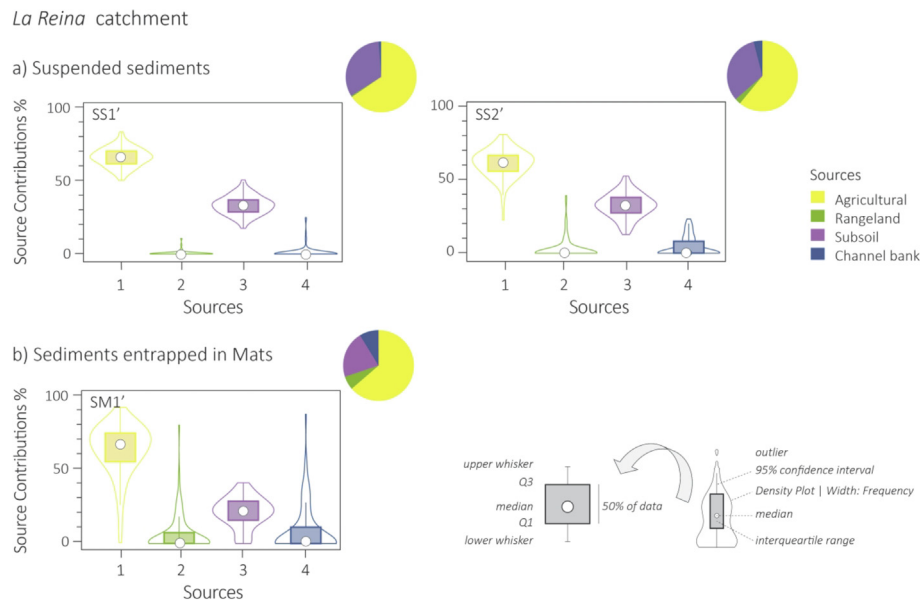 La Reina catchment
a) Suspended sediments
100
50
0
Source Contributions %
SS1'
1 2 3 4
Sources
100
50
0
SS2'
1 2 3 4
Sources
Sources
Agricultural
Rangeland
Subsoil
Channel bank
b) Sediments entrapped in Mats
100
50
0
Source Contributions %
SM1'
1 2 3 4
Sources
upper whisker
Q3
median
Q1
lower whisker
50% of data
outlier
95% confidence interval
Density Plot | Width: Frequency
median
interqueartile range